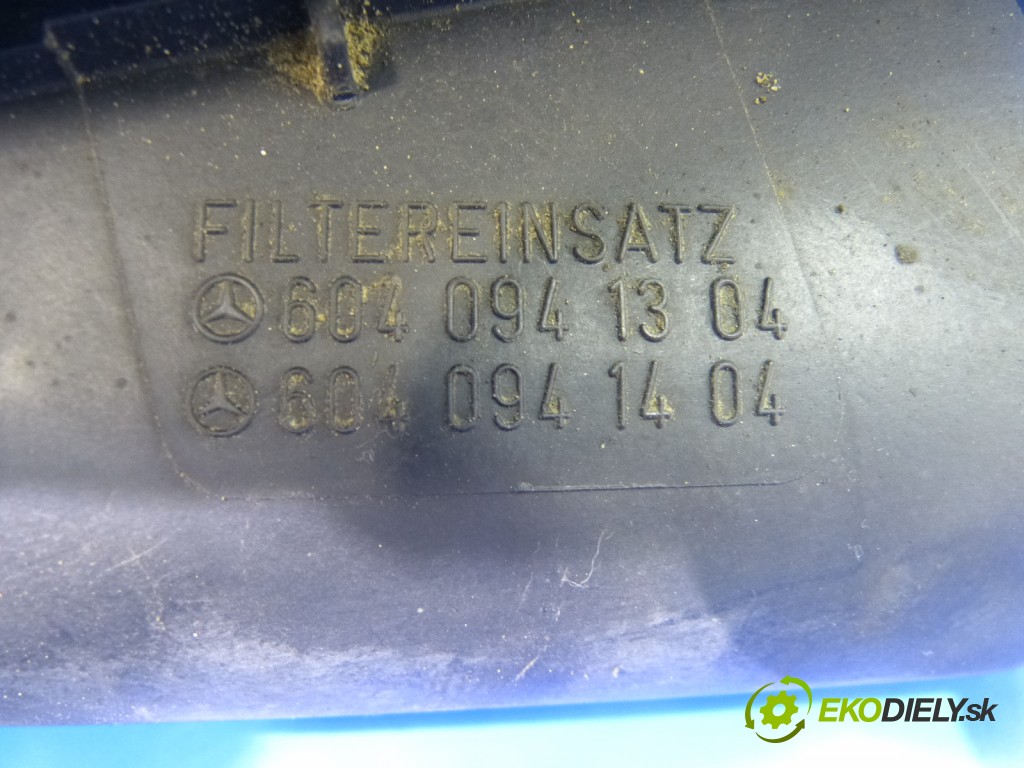 FILTEREINSATZ
604 094 13 04
604 094 14 04
EKODIELY.sk